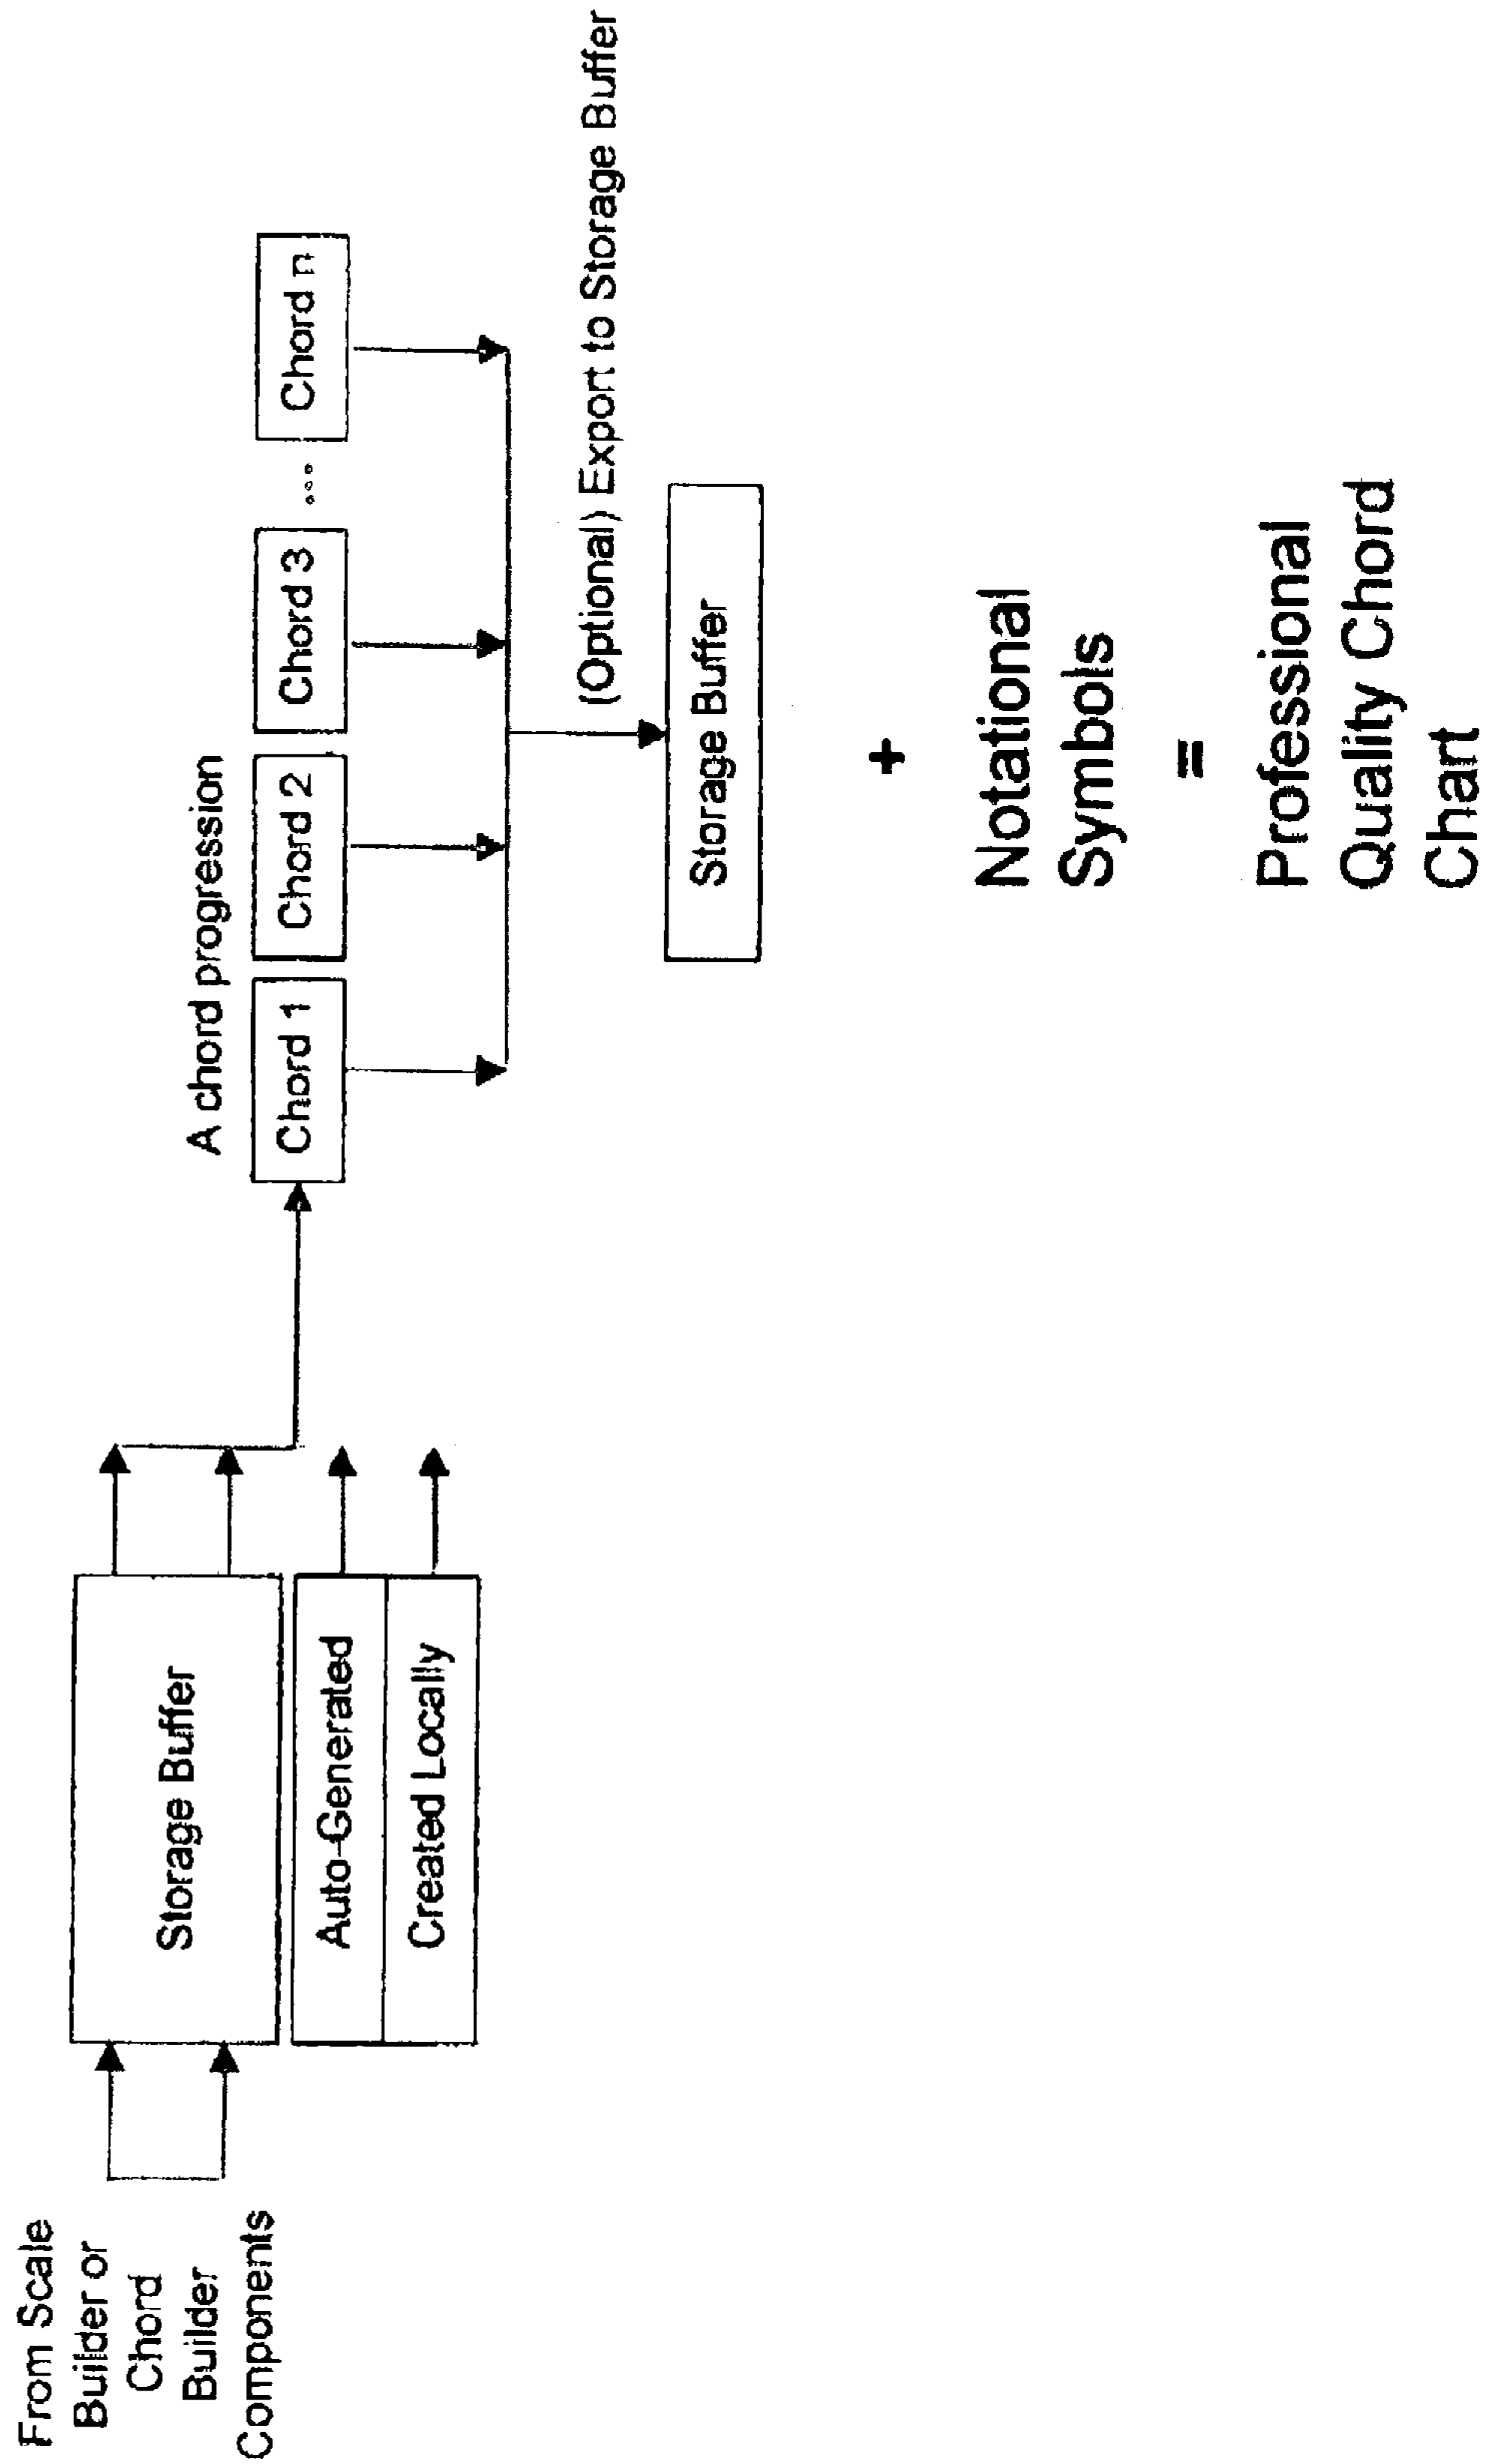 From Scale
Builder or
Chord
Builder
Components
Storage Buffer
Auto-Generated
Created Locally
A chord progression
Chord 1
Chord 2
Chord 3
...
Chord n
(Optional) Export to Storage Buffer
Storage Buffer
+
Notational
Symbols
=
Professional
Quality Chord
Chart